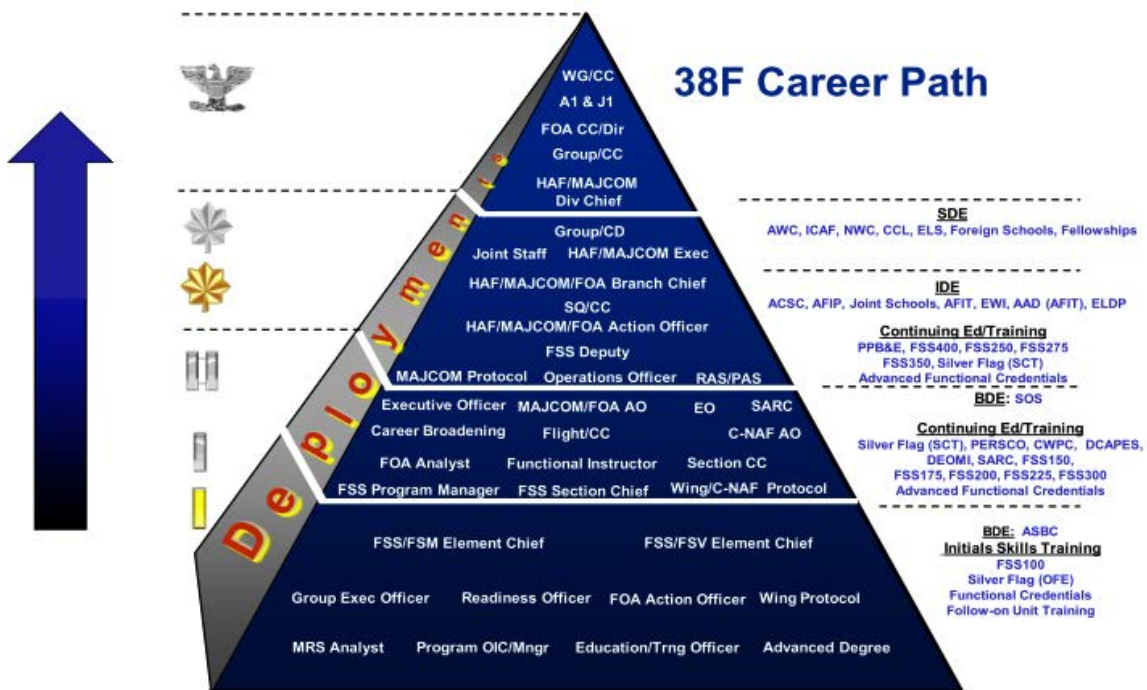 38F Career Path
WG/CC
A1 & J1
FOA CC/Dir
Group/CC
HAF/MAJCOM
Div Chief
Group/CD
Joint Staff HAF/MAJCOM Exec
HAF/MAJCOM/FOA Branch Chief
SQ/CC
HAF/MAJCOM/FOA Action Officer
FSS Deputy
MAJCOM Protocol Operations Officer RAS/PAS
Executive Officer MAJCOM/FOA AO EO SARC
Career Broadening Flight/CC C-NAF AO
FOA Analyst Functional Instructor Section CC
FSS Program Manager FSS Section Chief Wing/C-NAF Protocol
FSS/FSM Element Chief FSS/FSV Element Chief
Group Exec Officer Readiness Officer FOA Action Officer Wing Protocol
MRS Analyst Program OIC/Mngr Education/Trng Officer Advanced Degree
Deployments
SDE
AWC, ICAF, NWC, CCL, ELS, Foreign Schools, Fellowships
IDE
ACSC, AFIP, Joint Schools, AFIT, EWI, AAD (AFIT), ELDP
Continuing Ed/Training
PPB&E, FSS400, FSS250, FSS275
FSS350, Silver Flag (SCT)
Advanced Functional Credentials
BDE: SOS
Continuing Ed/Training
Silver Flag (SCT), PERSCO, CWPC, DCAPES,
DEOMI, SARC, FSS150,
FSS175, FSS200, FSS225, FSS300
Advanced Functional Credentials
BDE: ASBC
Initials Skills Training
FSS100
Silver Flag (OFE)
Functional Credentials
Follow-on Unit Training